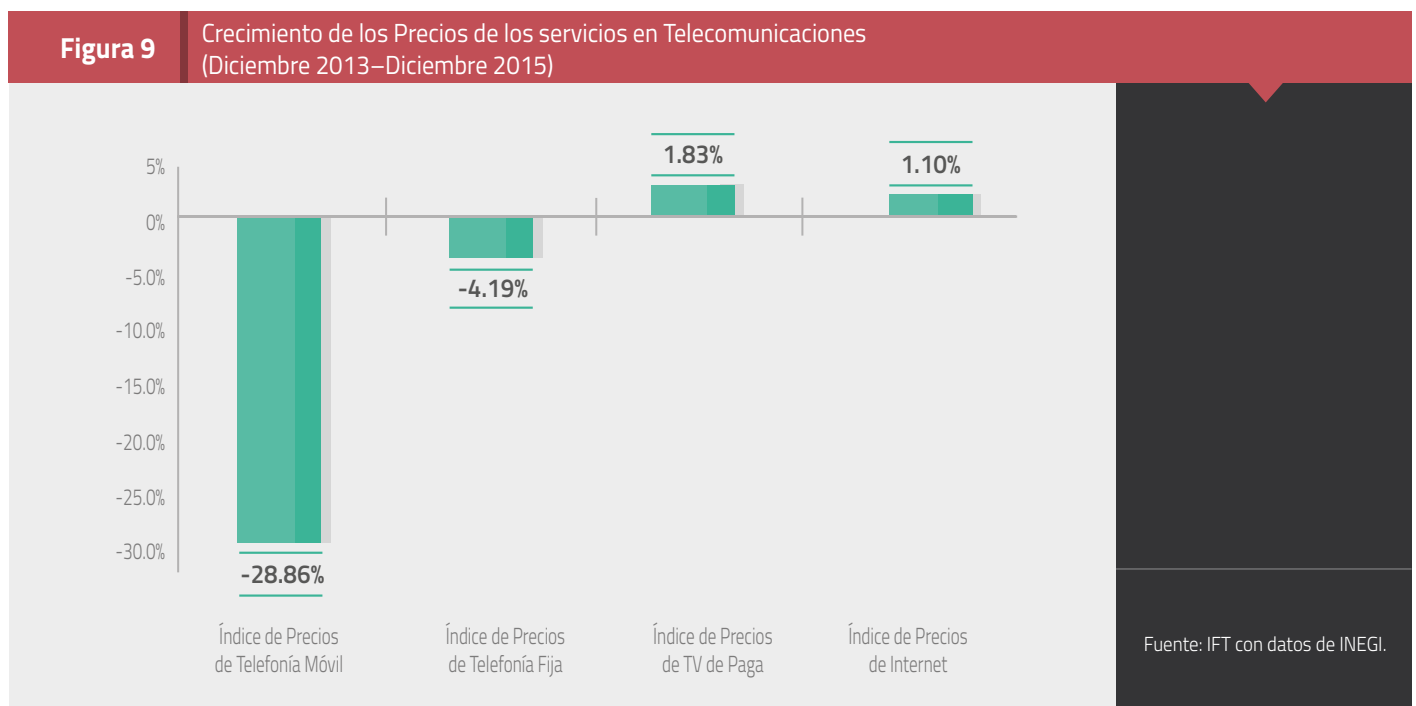 Figura 9
Crecimiento de los Precios de los servicios en Telecomunicaciones
(Diciembre 2013–Diciembre 2015)
5%
0%
-5.0%
-10.0%
-15.0%
-20.0%
-25.0%
-30.0%
-28.86%
-4.19%
1.83%
1.10%
Índice de Precios
de Telefonía Móvil
Índice de Precios
de Telefonía Fija
Índice de Precios
de TV de Paga
Índice de Precios
de Internet
Fuente: IFT con datos de INEGI.